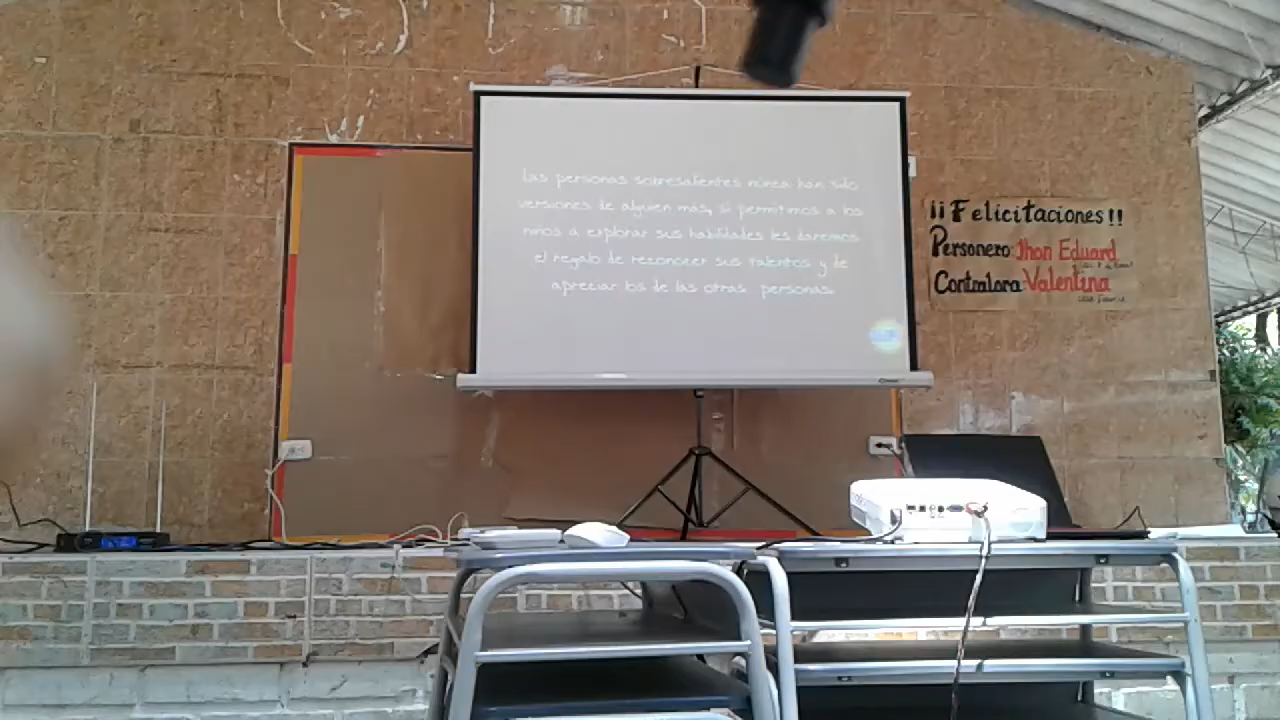 Las personas sobresalientes nunca han sido
versiones de alguien más, si permitimos a los
niños a explorar sus habilidades les daremos
el regalo de reconocer sus talentos y de
apreciar los de las otras personas.
¡¡Felicitaciones!!
Personero: Jhon Eduard
Contralora: Valentina